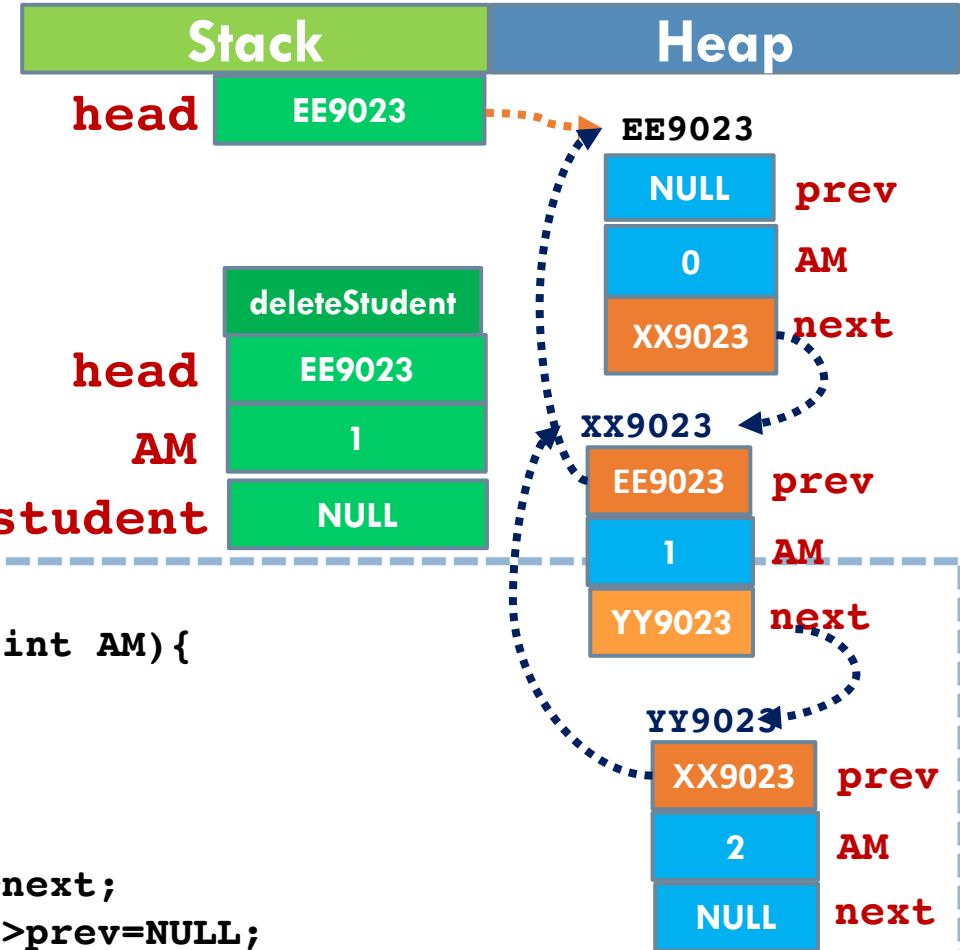 Stack Heap
head EE9023
EE9023
NULL prev
0 AM
XX9023 next
deleteStudent
head EE9023
AM 1
student NULL
XX9023
EE9023 prev
1 AM
YY9023 next
int AM){
YY9023
XX9023 prev
2 AM
NULL next
next;
>prev=NULL;